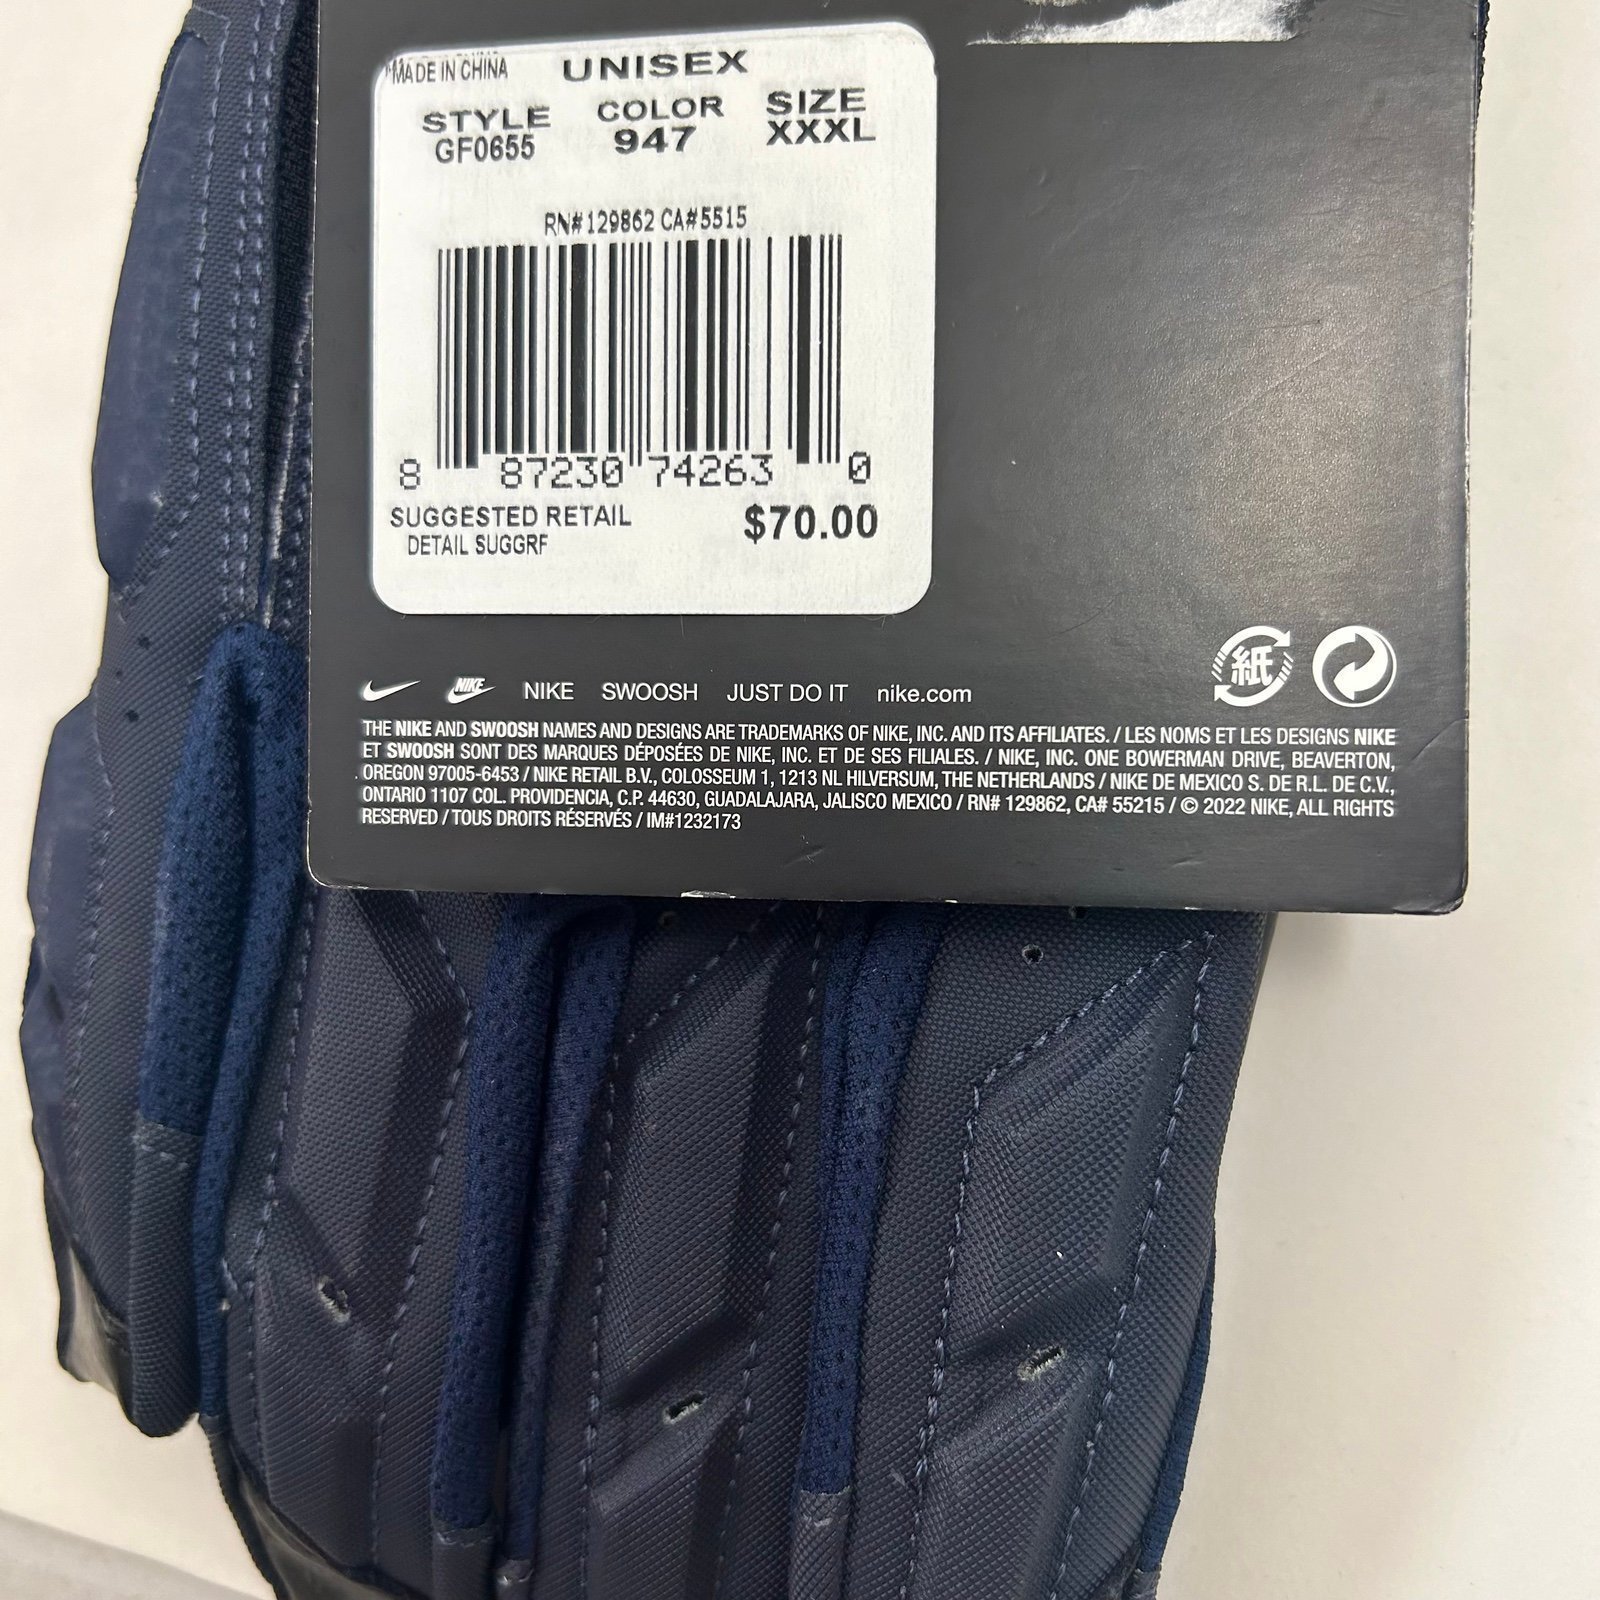 MADE IN CHINA UNISEX
STYLE COLOR SIZE
GF0655 947 XXXL
RN#129862 CA#5515
8 87230 74263 0
SUGGESTED RETAIL $70.00
DETAIL SUGGRF
NIKE
NIKE SWOOSH JUST DO IT nike.com
紙
THE NIKE AND SWOOSH NAMES AND DESIGNS ARE TRADEMARKS OF NIKE, INC. AND ITS AFFILIATES. / LES NOMS ET LES DESIGNS NIKE
ET SWOOSH SONT DES MARQUES DÉPOSÉES DE NIKE, INC. ET DE SES FILIALES. / NIKE, INC. ONE BOWERMAN DRIVE, BEAVERTON,
OREGON 97005-6453 / NIKE RETAIL B.V., COLOSSEUM 1, 1213 NL HILVERSUM, THE NETHERLANDS / NIKE DE MEXICO S. DE R.L. DE C.V.,
ONTARIO 1107 COL. PROVIDENCIA, C.P. 44630, GUADALAJARA, JALISCO MEXICO / RN# 129862, CA# 55215 / © 2022 NIKE, ALL RIGHTS
RESERVED / TOUS DROITS RÉSERVÉS / IM#1232173